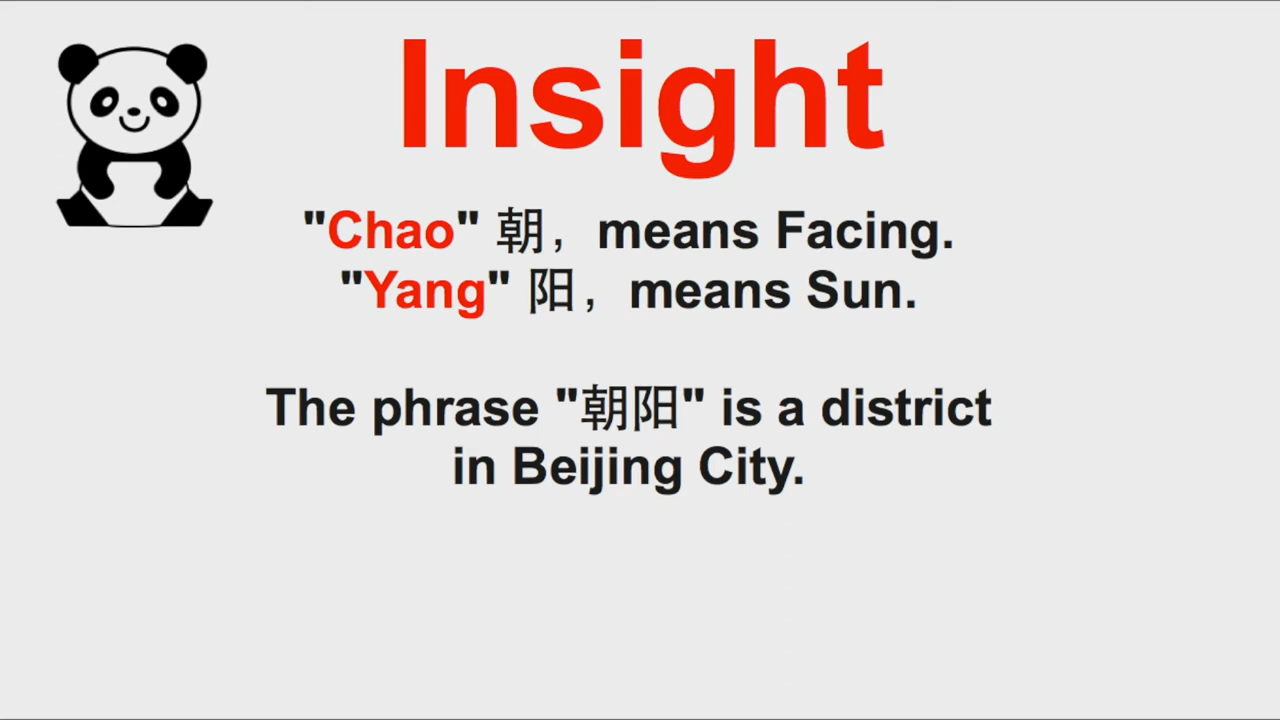 Insight
"Chao" 朝，means Facing.
"Yang" 阳，means Sun.
The phrase "朝阳" is a district
in Beijing City.